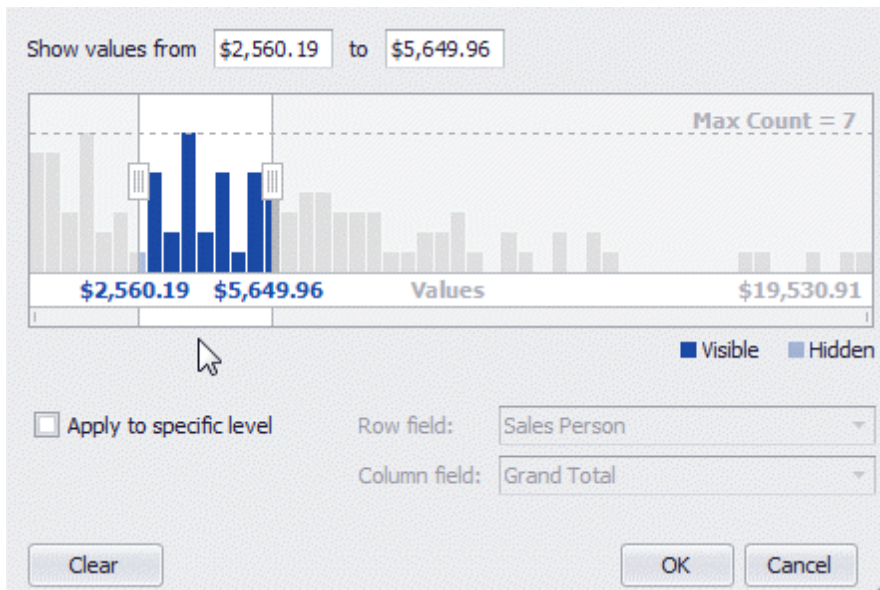 Show values from $2,560.19 to $5,649.96
Max Count = 7
$2,560.19 $5,649.96 Values $19,530.91
Visible Hidden
Apply to specific level Row field: Sales Person
Column field: Grand Total
Clear OK Cancel